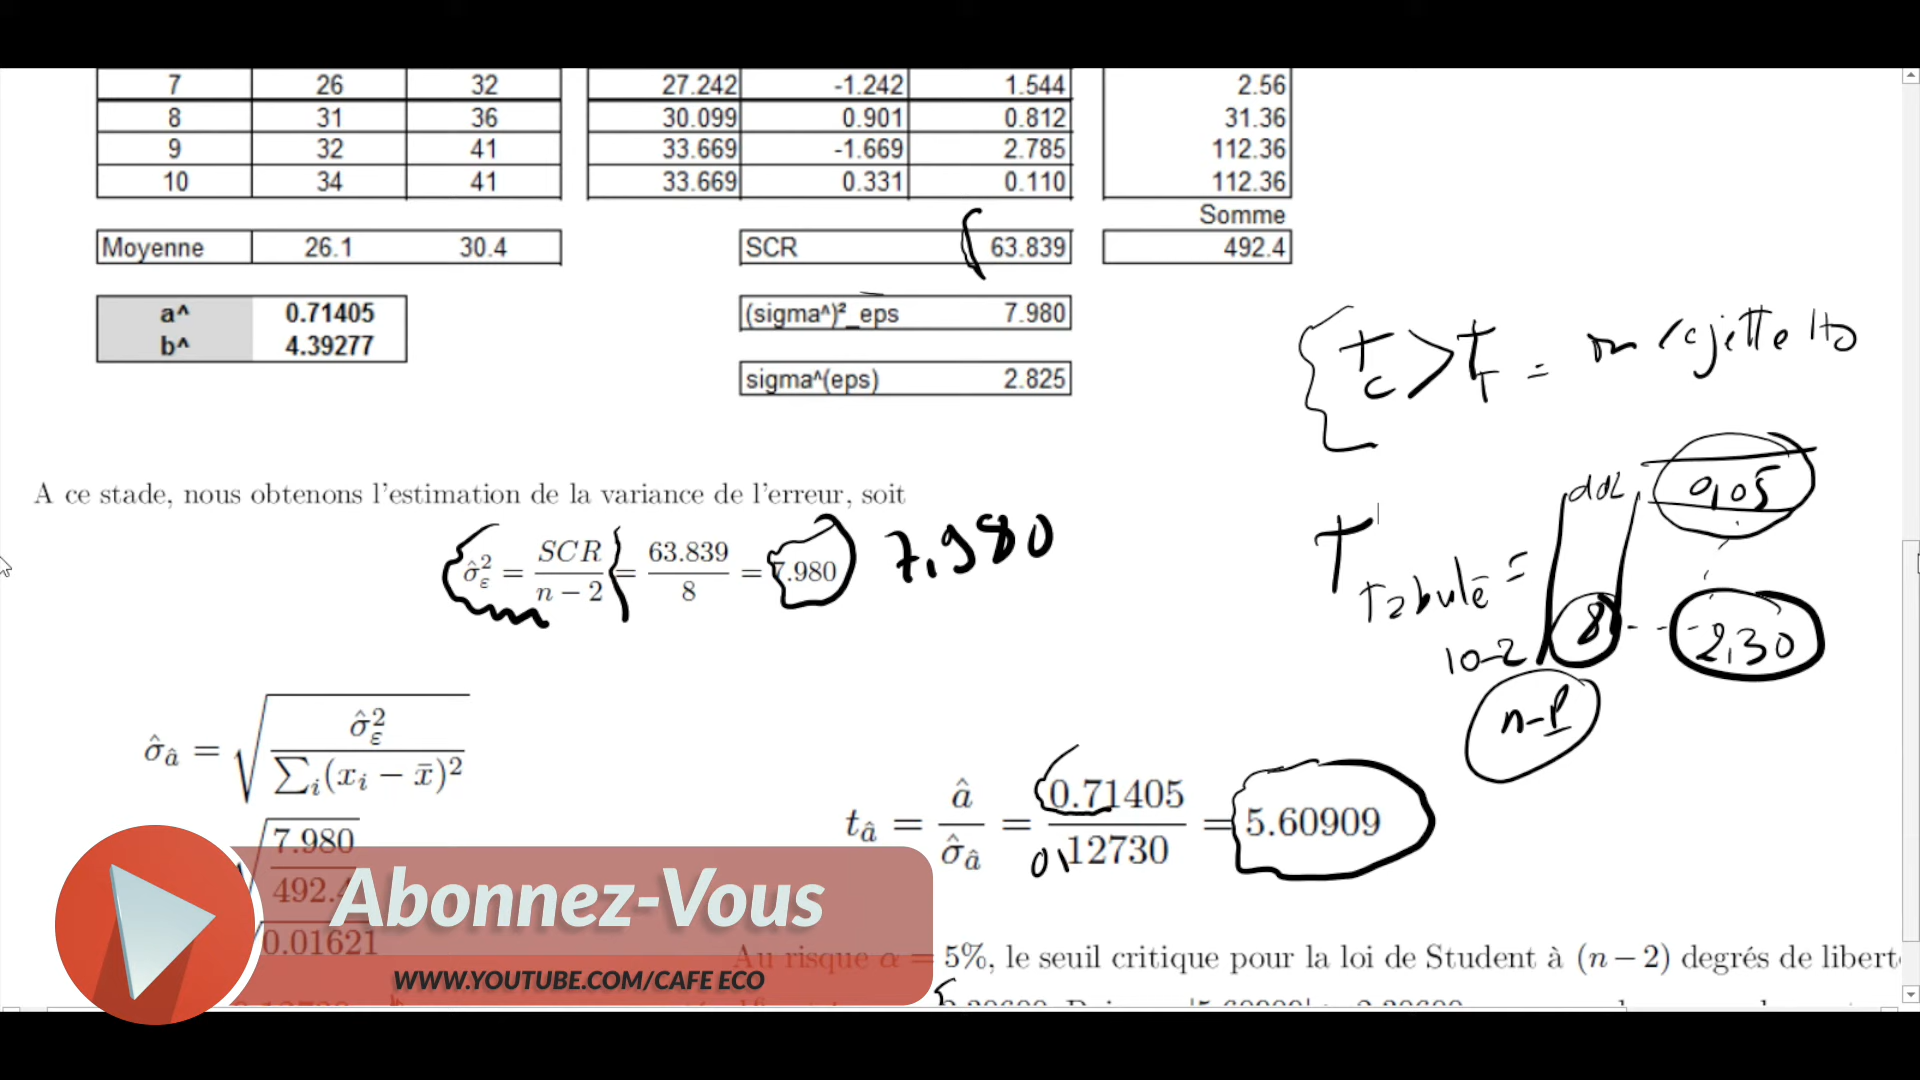 7 26 32 27.242 -1.242 1.544 2.56
8 31 36 30.099 0.901 0.812 31.36
9 32 41 33.669 -1.669 2.785 112.36
10 34 41 33.669 0.331 0.110 112.36
Somme
Moyenne 26.1 30.4 SCR 63.839 492.4
a^ 0.71405 (sigma^)²_eps 7.980
b^ 4.39277
sigma^(eps) 2.825
Tc > TT = on rejette H0
A ce stade, nous obtenons l'estimation de la variance de l'erreur, soit
σ̂²ε = SCR / n − 2 = 63.839 / 8 = 7.980 7,980
ddl 0,05
T Tabulé =
10-2 8 2,30
n-p
σ̂â = √ σ̂²ε / ∑i(xi − x̄)²
tâ = â / σ̂â = 0.71405 / 0,12730 = 5.60909
7.980
492.4
0.01621
Abonnez-Vous
WWW.YOUTUBE.COM/CAFE ECO
Au risque α = 5%, le seuil critique pour la loi de Student à (n − 2) degrés de liberté